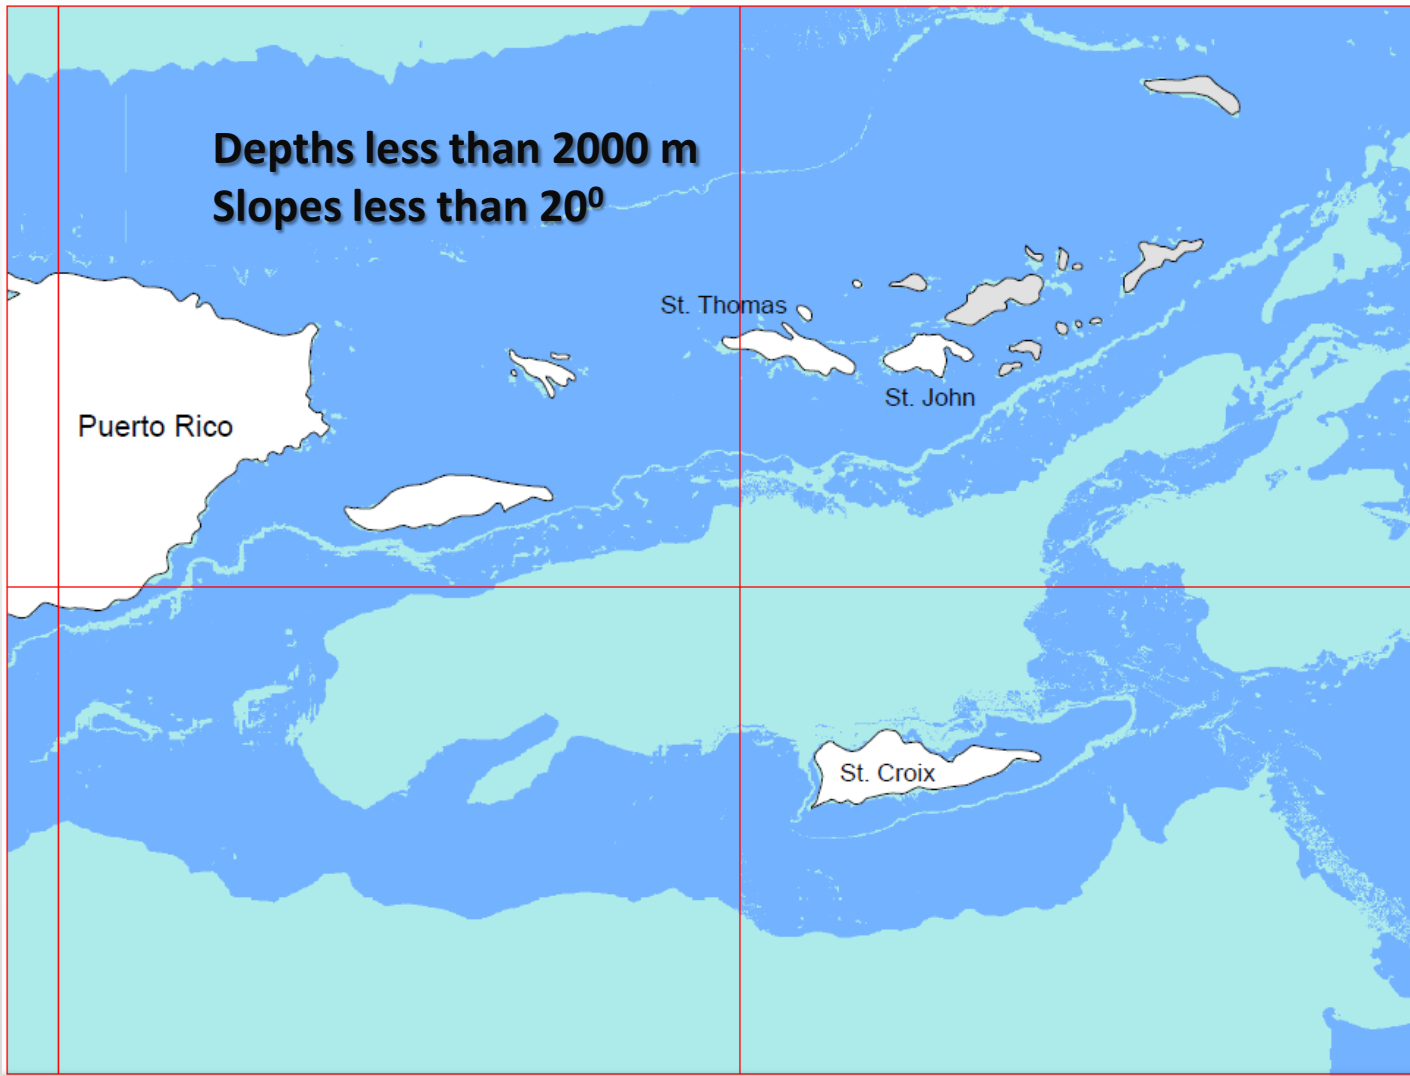 Depths less than 2000 m
Slopes less than 20⁰
St. Thomas
St. John
Puerto Rico
St. Croix